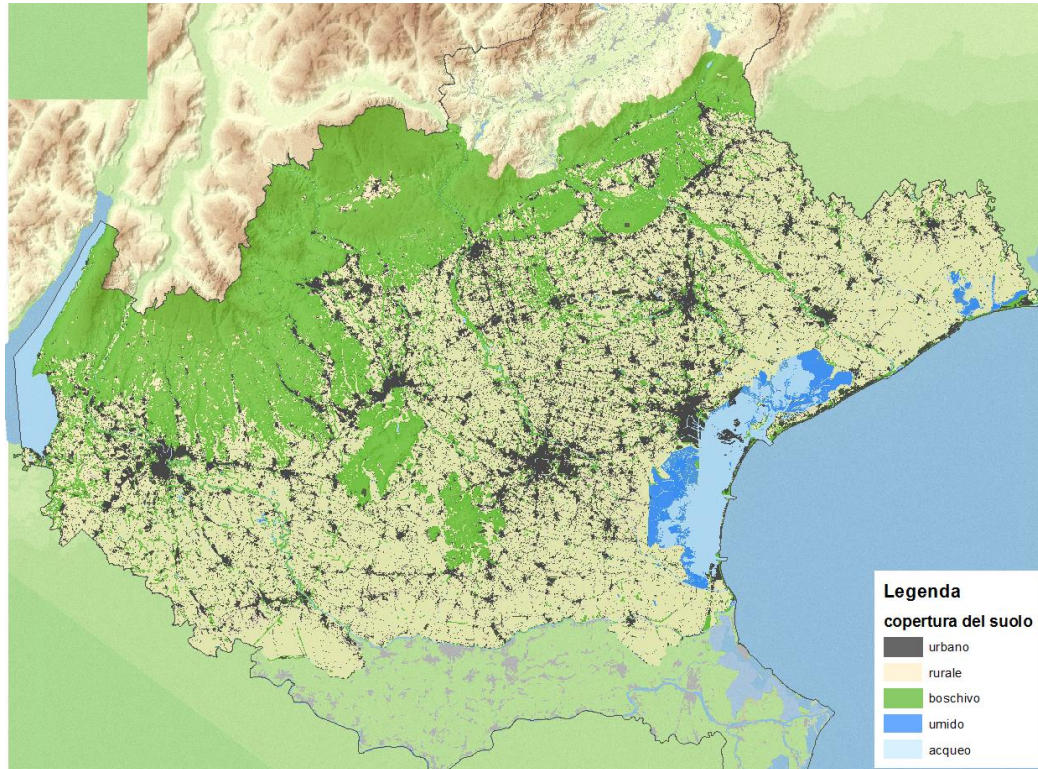 Legenda
copertura del suolo
urbano
rurale
boschivo
umido
acqueo